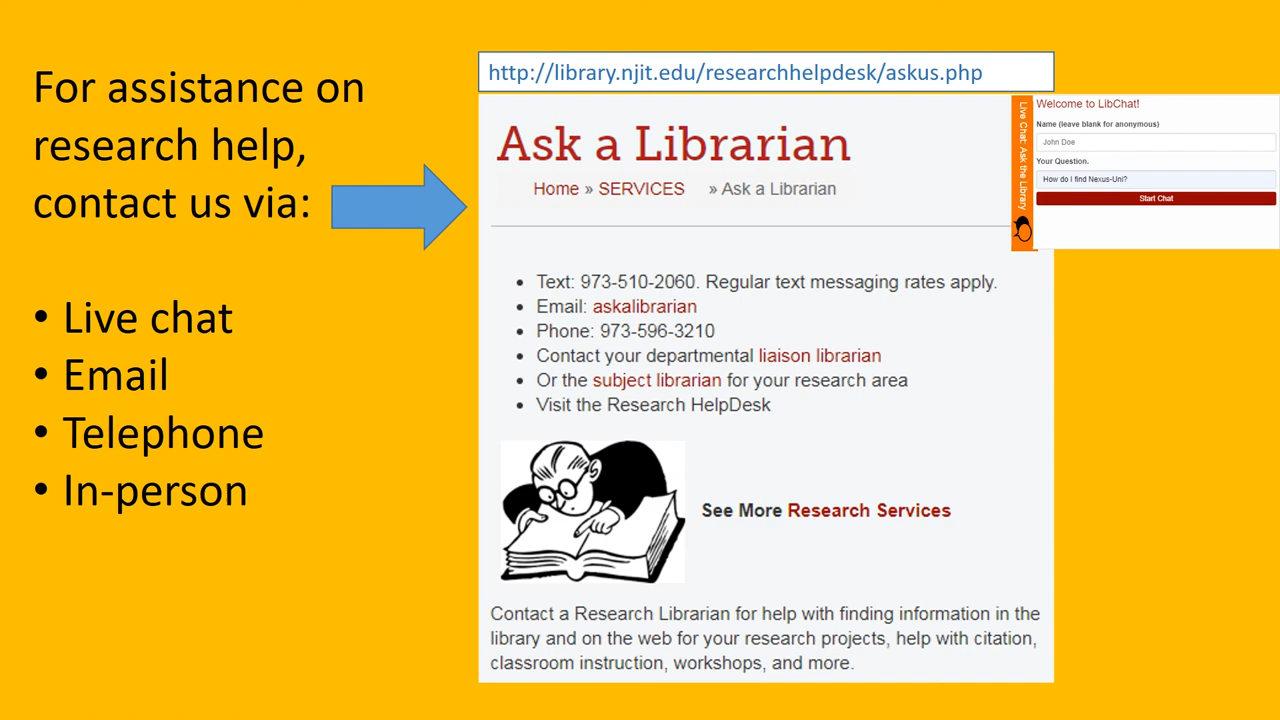 For assistance on
research help,
contact us via:
• Live chat
• Email
• Telephone
• In-person
http://library.njit.edu/researchhelpdesk/askus.php
Ask a Librarian
Home » SERVICES » Ask a Librarian
• Text: 973-510-2060. Regular text messaging rates apply.
• Email: askalibrarian
• Phone: 973-596-3210
• Contact your departmental liaison librarian
• Or the subject librarian for your research area
• Visit the Research HelpDesk
See More Research Services
Contact a Research Librarian for help with finding information in the
library and on the web for your research projects, help with citation,
classroom instruction, workshops, and more.
Live Chat: Ask the Library
Welcome to LibChat!
Name (leave blank for anonymous)
John Doe
Your Question.
How do I find Nexus-Uni?
Start Chat